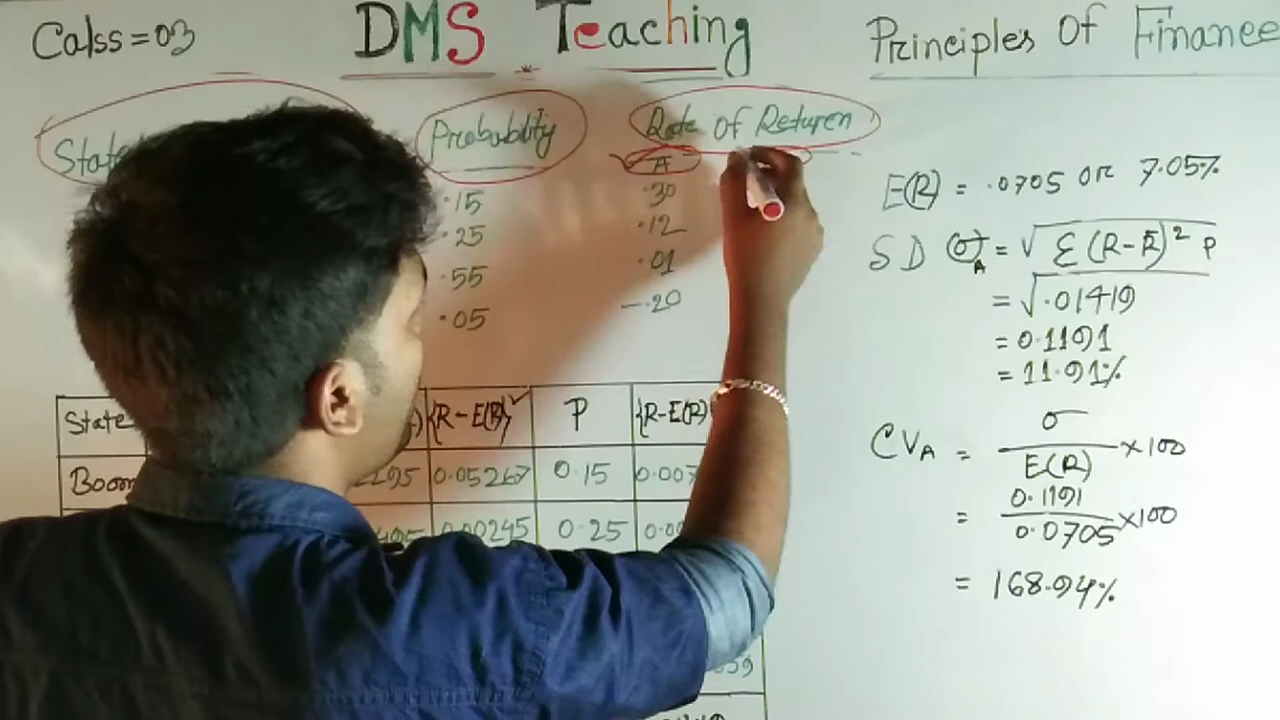 Calss = 03
DMS Teaching
Principles Of Finance
State
Probability
Rate of Returen
A
.15 .30
.25 .12
.55 .01
.05 -.20
E(R) = .0705 or 7.05%
SD (σ)A = √Σ(R-R̄)² P
= √.01419
= 0.1191
= 11.91%
CVA = σ/E(R) ×100
= 0.1191/0.0705 ×100
= 168.94%
State {R-E(R)}² P {R-E(R)
Boom 0.05267 0.15 0.007
0.00245 0.25